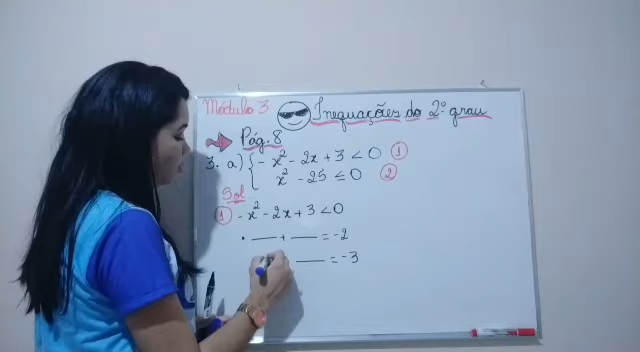 Módulo 3 Inequações do 2º grau
Pág. 8
3. a) { -x² - 2x + 3 < 0 ①
x² - 25 ≤ 0 ②
Sol
① -x² - 2x + 3 < 0
• ___ + ___ = -2
___ = -3